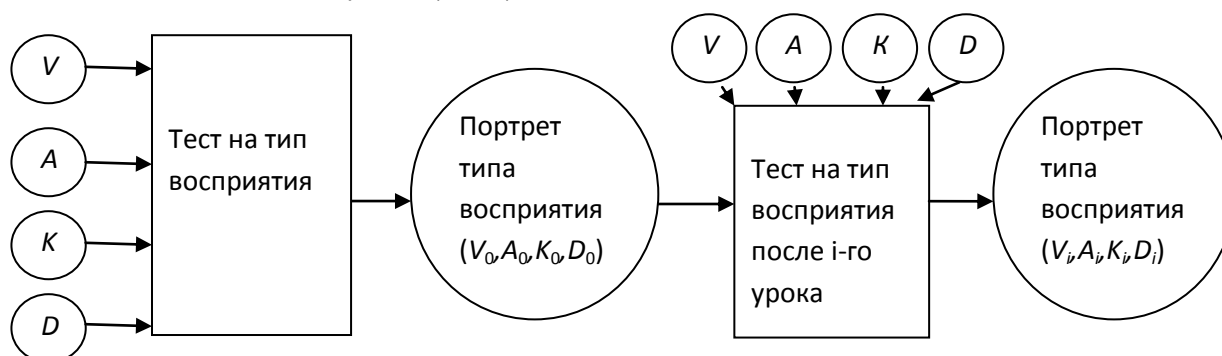 V
A
K
D
Тест на тип
восприятия
Портрет
типа
восприятия
(V₀,A₀,K₀,D₀)
V
A
К
D
Тест на тип
восприятия
после i-го
урока
Портрет
типа
восприятия
(Vᵢ,Aᵢ,Kᵢ,Dᵢ)